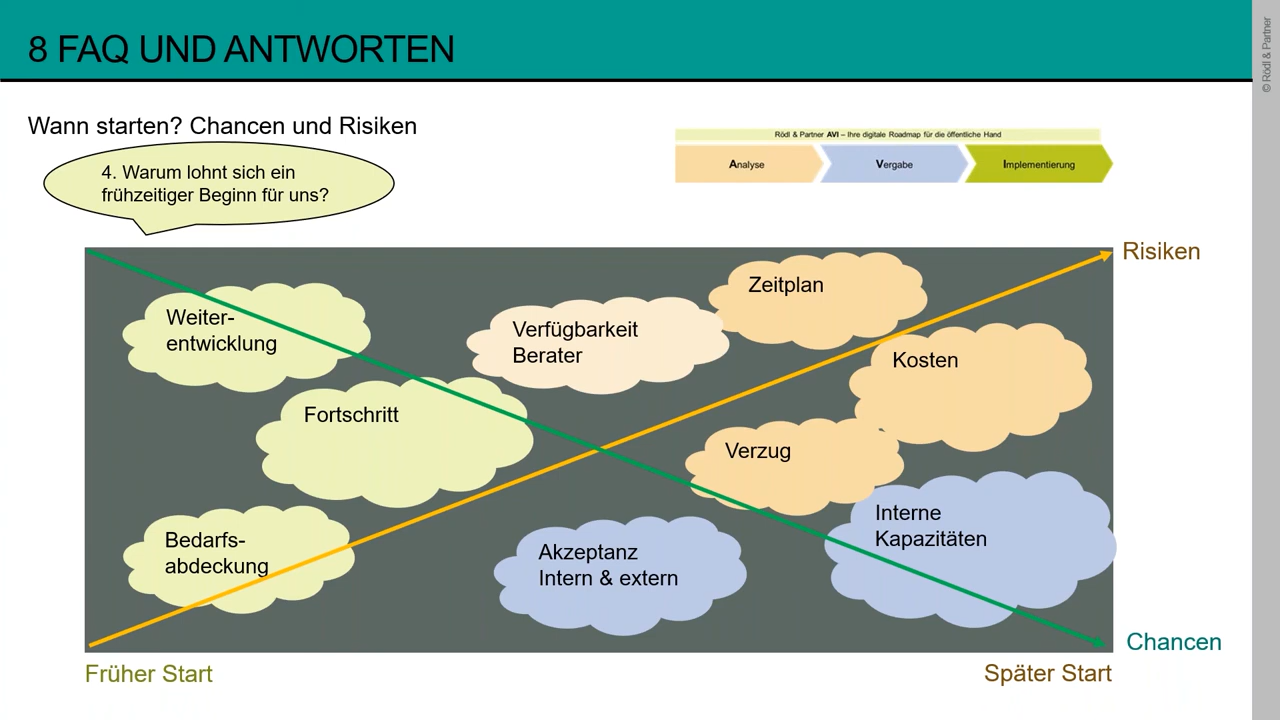 8 FAQ UND ANTWORTEN
© Rödl & Partner
Wann starten? Chancen und Risiken
4. Warum lohnt sich ein
frühzeitiger Beginn für uns?
Rödl & Partner AVI – Ihre digitale Roadmap für die öffentliche Hand
Analyse
Vergabe
Implementierung
Risiken
Zeitplan
Weiter-
entwicklung
Verfügbarkeit
Berater
Kosten
Fortschritt
Verzug
Interne
Kapazitäten
Bedarfs-
abdeckung
Akzeptanz
Intern & extern
Chancen
Früher Start
Später Start